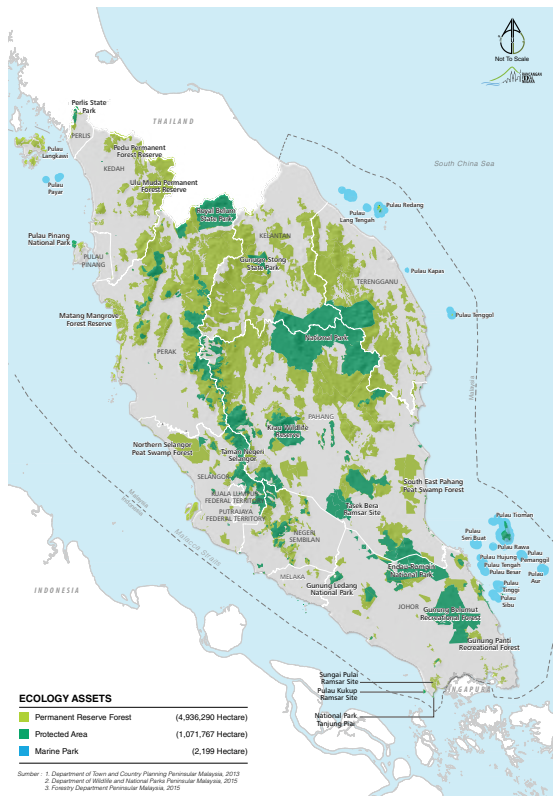 Not To Scale
RANCANGAN
FIZIKAL
NEGARA
Perlis State
Park
THAILAND
PERLIS
Pulau
Langkawi
Pedu Permanent
Forest Reserve
KEDAH
South China Sea
Pulau
Payar
Ulu Muda Permanent
Forest Reserve
Royal Belum
State Park
Pulau Redang
Pulau
Lang Tengah
Pulau Pinang
National Park
KELANTAN
PULAU
PINANG
Gunung Stong
State Park
Pulau Kapas
TERENGGANU
Matang Mangrove
Forest Reserve
Pulau Tenggol
National Park
PERAK
Malaysia
PAHANG
Krau Wildlife
Reserve
Northern Selangor
Peat Swamp Forest
Taman Negeri
Selangor
SELANGOR
South East Pahang
Peat Swamp Forest
KUALA LUMPUR
FEDERAL TERRITORY
Malaysia
Indonesia
PUTRAJAYA
FEDERAL TERRITORY
Tasek Bera
Ramsar Site
Pulau Tioman
Malacca Strait
NEGERI
SEMBILAN
Pulau
Seri Buat
Pulau Rawa
Pulau Hujung
Pulau
Pemanggil
Pulau Tengah
Pulau Besar
Pulau
Aur
Endau Rompin
National Park
MELAKA
Gunung Ledang
National Park
Pulau
Tinggi
Pulau
Sibu
INDONESIA
JOHOR
Gunung Belumut
Recreational Forest
Gunung Panti
Recreational Forest
Sungai Pulai
Ramsar Site
Pulau Kukup
Ramsar Site
SINGAPURA
National Park
Tanjung Piai
ECOLOGY ASSETS
Permanent Reserve Forest (4,936,290 Hectare)
Protected Area (1,071,767 Hectare)
Marine Park (2,199 Hectare)
Sumber : 1. Department of Town and Country Planning Peninsular Malaysia, 2013
2. Department of Wildlife and National Parks Peninsular Malaysia, 2015
3. Forestry Department Peninsular Malaysia, 2015